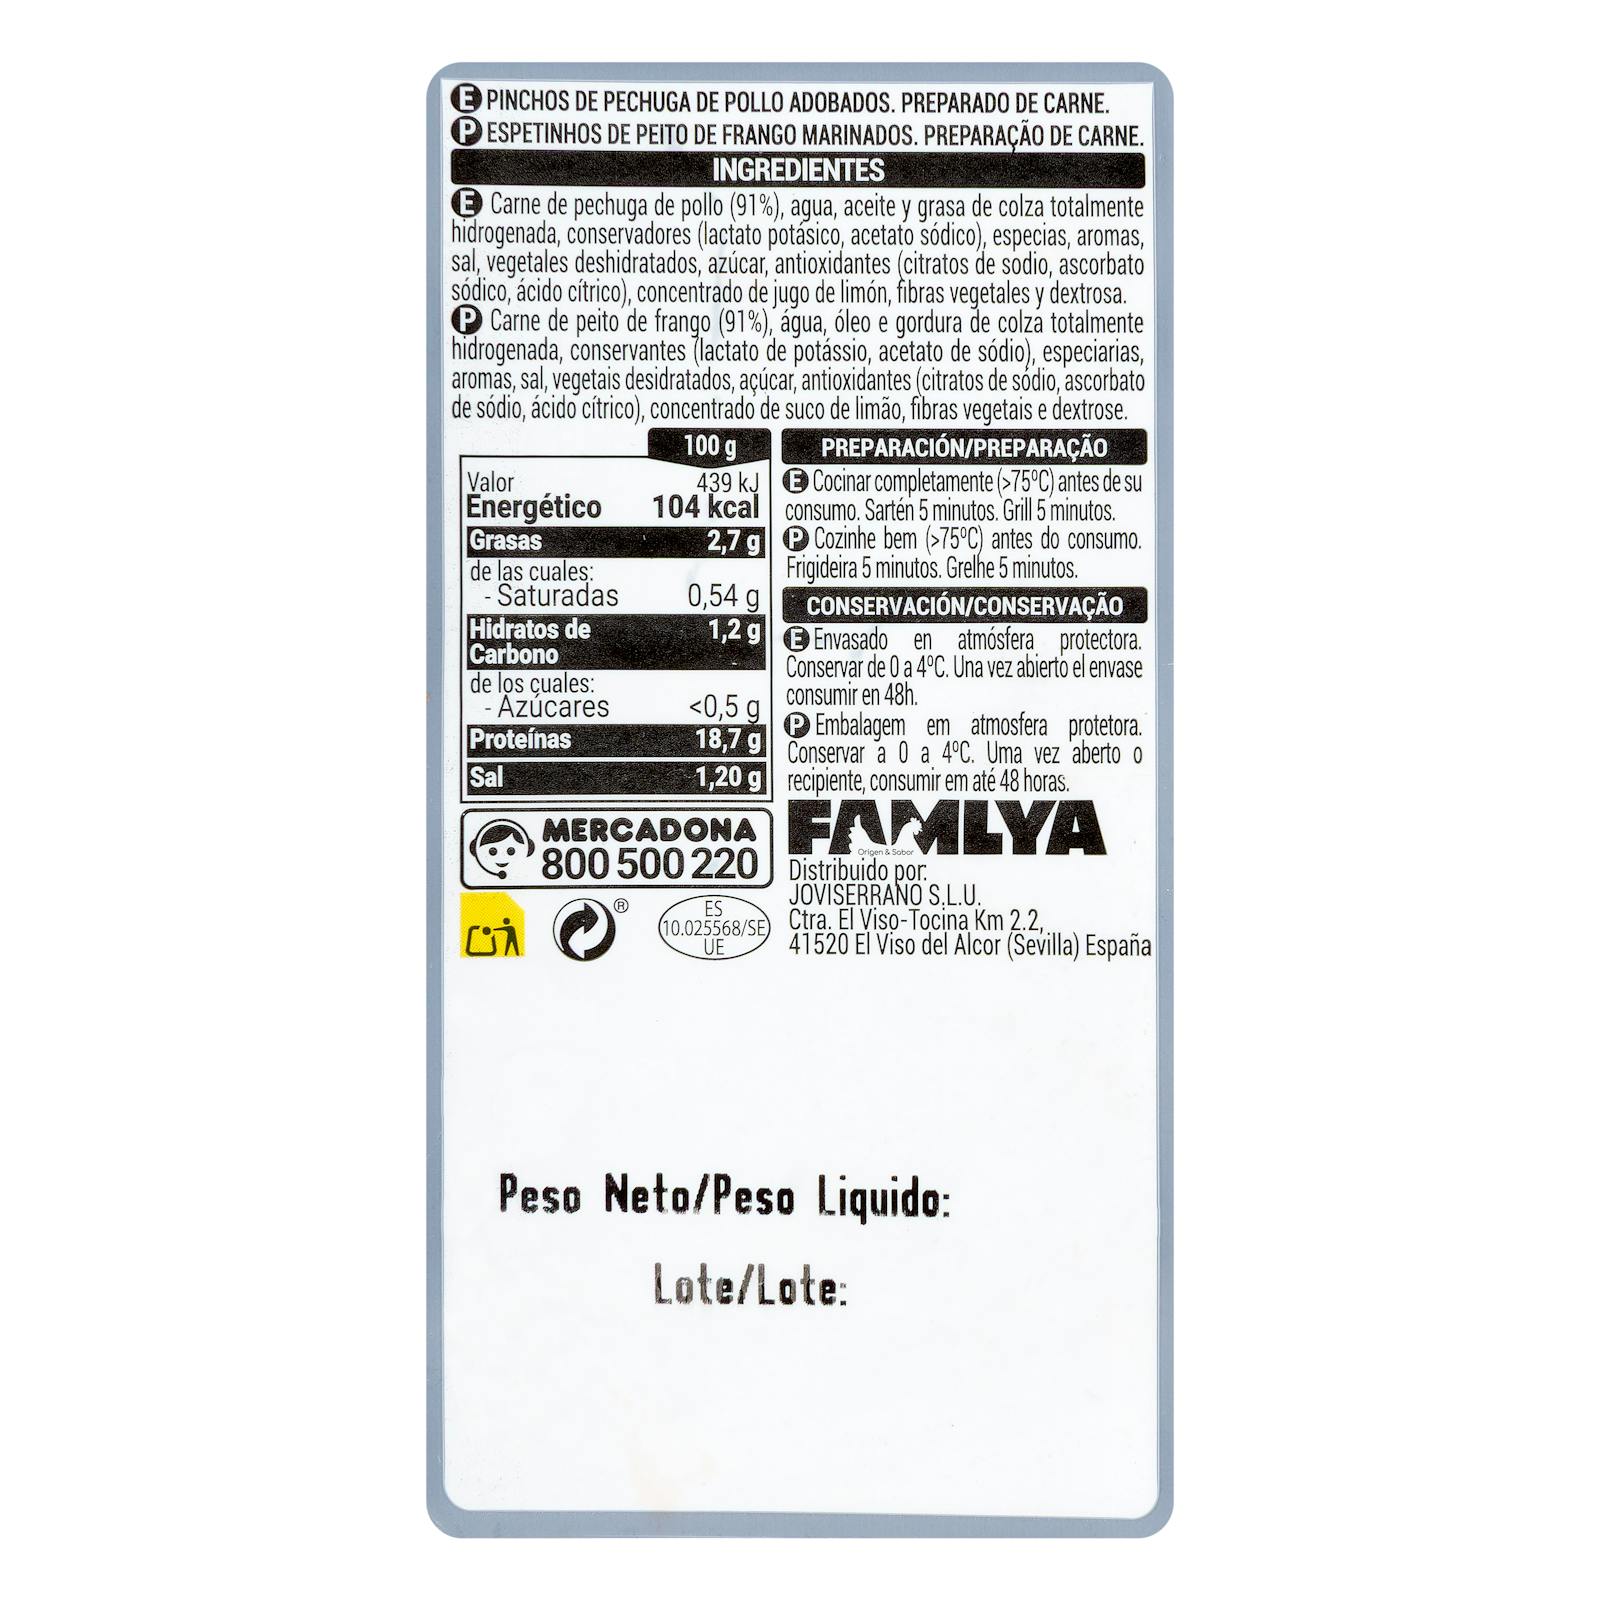 E PINCHOS DE PECHUGA DE POLLO ADOBADOS. PREPARADO DE CARNE.
P ESPETINHOS DE PEITO DE FRANGO MARINADOS. PREPARAÇÃO DE CARNE.
INGREDIENTES
E Carne de pechuga de pollo (91%), agua, aceite y grasa de colza totalmente
hidrogenada, conservadores (lactato potásico, acetato sódico), especias, aromas,
sal, vegetales deshidratados, azúcar, antioxidantes (citratos de sodio, ascorbato
sódico, ácido cítrico), concentrado de jugo de limón, fibras vegetales y dextrosa.
P Carne de peito de frango (91%), água, óleo e gordura de colza totalmente
hidrogenada, conservantes (lactato de potássio, acetato de sódio), especiarias,
aromas, sal, vegetais desidratados, açúcar, antioxidantes (citratos de sódio, ascorbato
de sódio, ácido cítrico), concentrado de suco de limão, fibras vegetais e dextrose.
100 g
Valor 439 kJ
Energético 104 kcal
Grasas 2,7 g
de las cuales:
- Saturadas 0,54 g
Hidratos de 1,2 g
Carbono
de los cuales:
- Azúcares <0,5 g
Proteínas 18,7 g
Sal 1,20 g
PREPARACIÓN/PREPARAÇÃO
E Cocinar completamente (>75ºC) antes de su
consumo. Sartén 5 minutos. Grill 5 minutos.
P Cozinhe bem (>75ºC) antes do consumo.
Frigideira 5 minutos. Grelhe 5 minutos.
CONSERVACIÓN/CONSERVAÇÃO
E Envasado en atmósfera protectora.
Conservar de 0 a 4ºC. Una vez abierto el envase
consumir en 48h.
P Embalagem em atmosfera protetora.
Conservar a 0 a 4ºC. Uma vez aberto o
recipiente, consumir em até 48 horas.
MERCADONA
800 500 220
FAMLYA
Origen & Sabor
Distribuido por:
JOVISERRANO S.L.U.
Ctra. El Viso-Tocina Km 2.2,
41520 El Viso del Alcor (Sevilla) España
®
ES
10.025568/SE
UE
Peso Neto/Peso Liquido:
Lote/Lote: